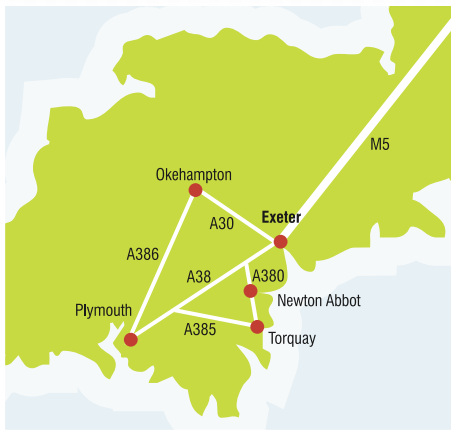 M5
Okehampton
Exeter
A30
A386
A38
A380
Newton Abbot
Plymouth
A385
Torquay